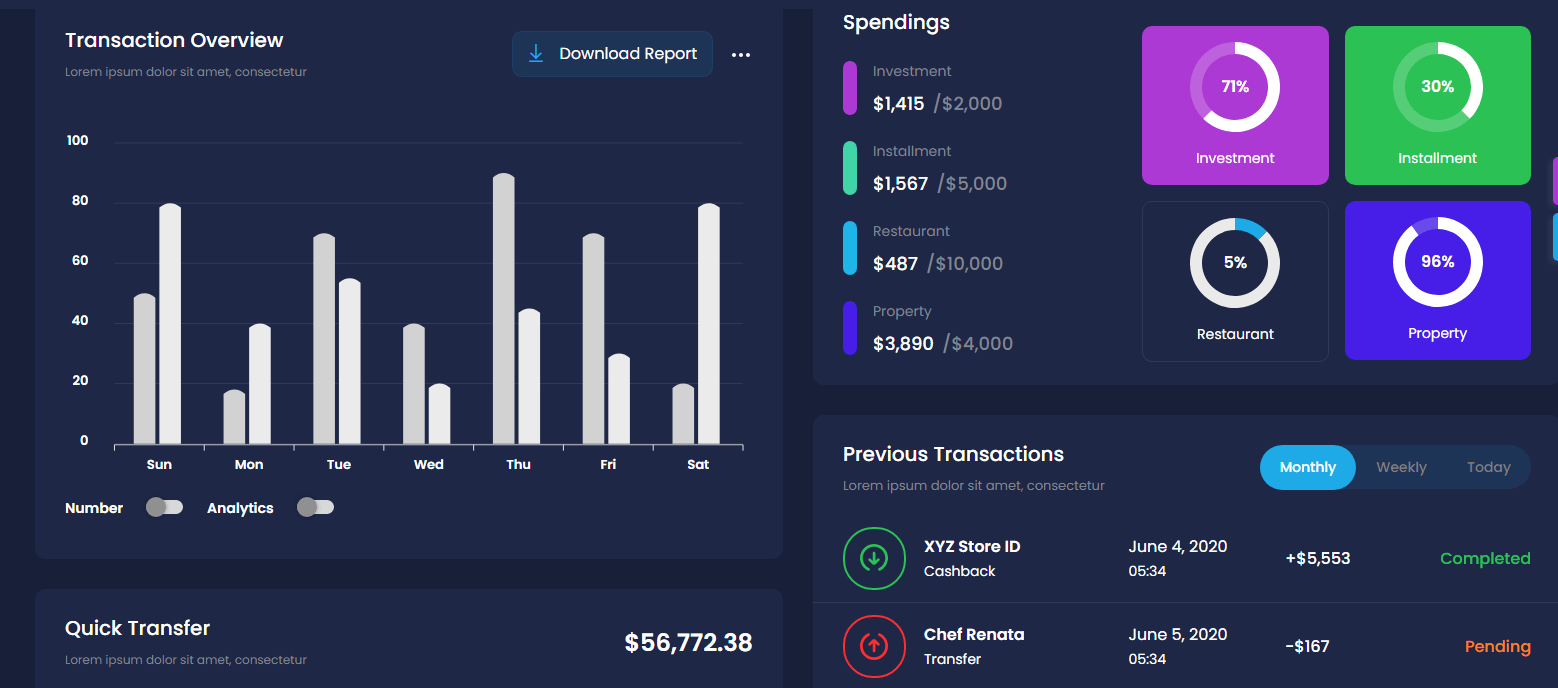 Transaction Overview
Lorem ipsum dolor sit amet, consectetur
Download Report
100
80
60
40
20
0
Sun Mon Tue Wed Thu Fri Sat
Number Analytics
Quick Transfer
Lorem ipsum dolor sit amet, consectetur
$56,772.38
Spendings
Investment
$1,415 /$2,000
Installment
$1,567 /$5,000
Restaurant
$487 /$10,000
Property
$3,890 /$4,000
71%
Investment
30%
Installment
5%
Restaurant
96%
Property
Previous Transactions
Lorem ipsum dolor sit amet, consectetur
Monthly Weekly Today
XYZ Store ID
Cashback
June 4, 2020
05:34
+$5,553
Completed
Chef Renata
Transfer
June 5, 2020
05:34
-$167
Pending